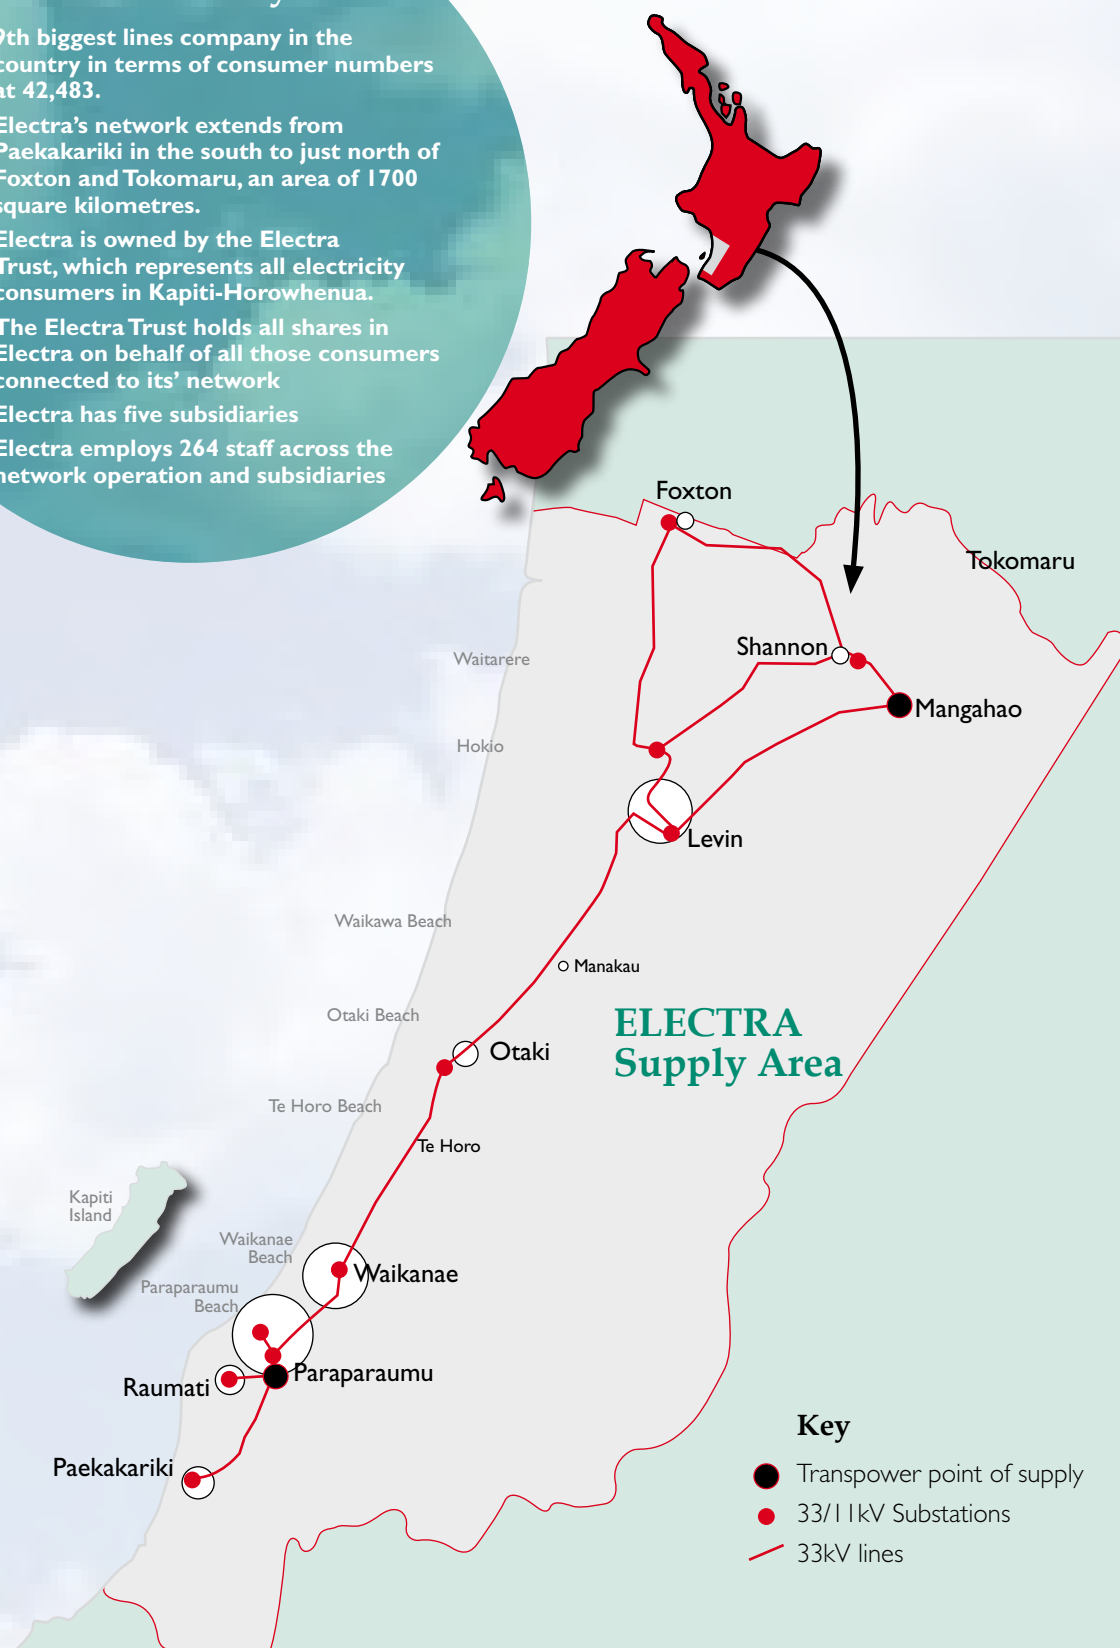 9th biggest lines company in the
country in terms of consumer numbers
at 42,483.
Electra's network extends from
Paekakariki in the south to just north of
Foxton and Tokomaru, an area of 1700
square kilometres.
Electra is owned by the Electra
Trust, which represents all electricity
consumers in Kapiti-Horowhenua.
The Electra Trust holds all shares in
Electra on behalf of all those consumers
connected to its' network
Electra has five subsidiaries
Electra employs 264 staff across the
network operation and subsidiaries
Foxton
Tokomaru
Shannon
Waitarere
Mangahao
Hokio
Levin
Waikawa Beach
Manakau
Otaki Beach
ELECTRA
Supply Area
Otaki
Te Horo Beach
Te Horo
Kapiti
Island
Waikanae
Beach
Waikanae
Paraparaumu
Beach
Paraparaumu
Raumati
Paekakariki
Key
Transpower point of supply
33/11kV Substations
33kV lines